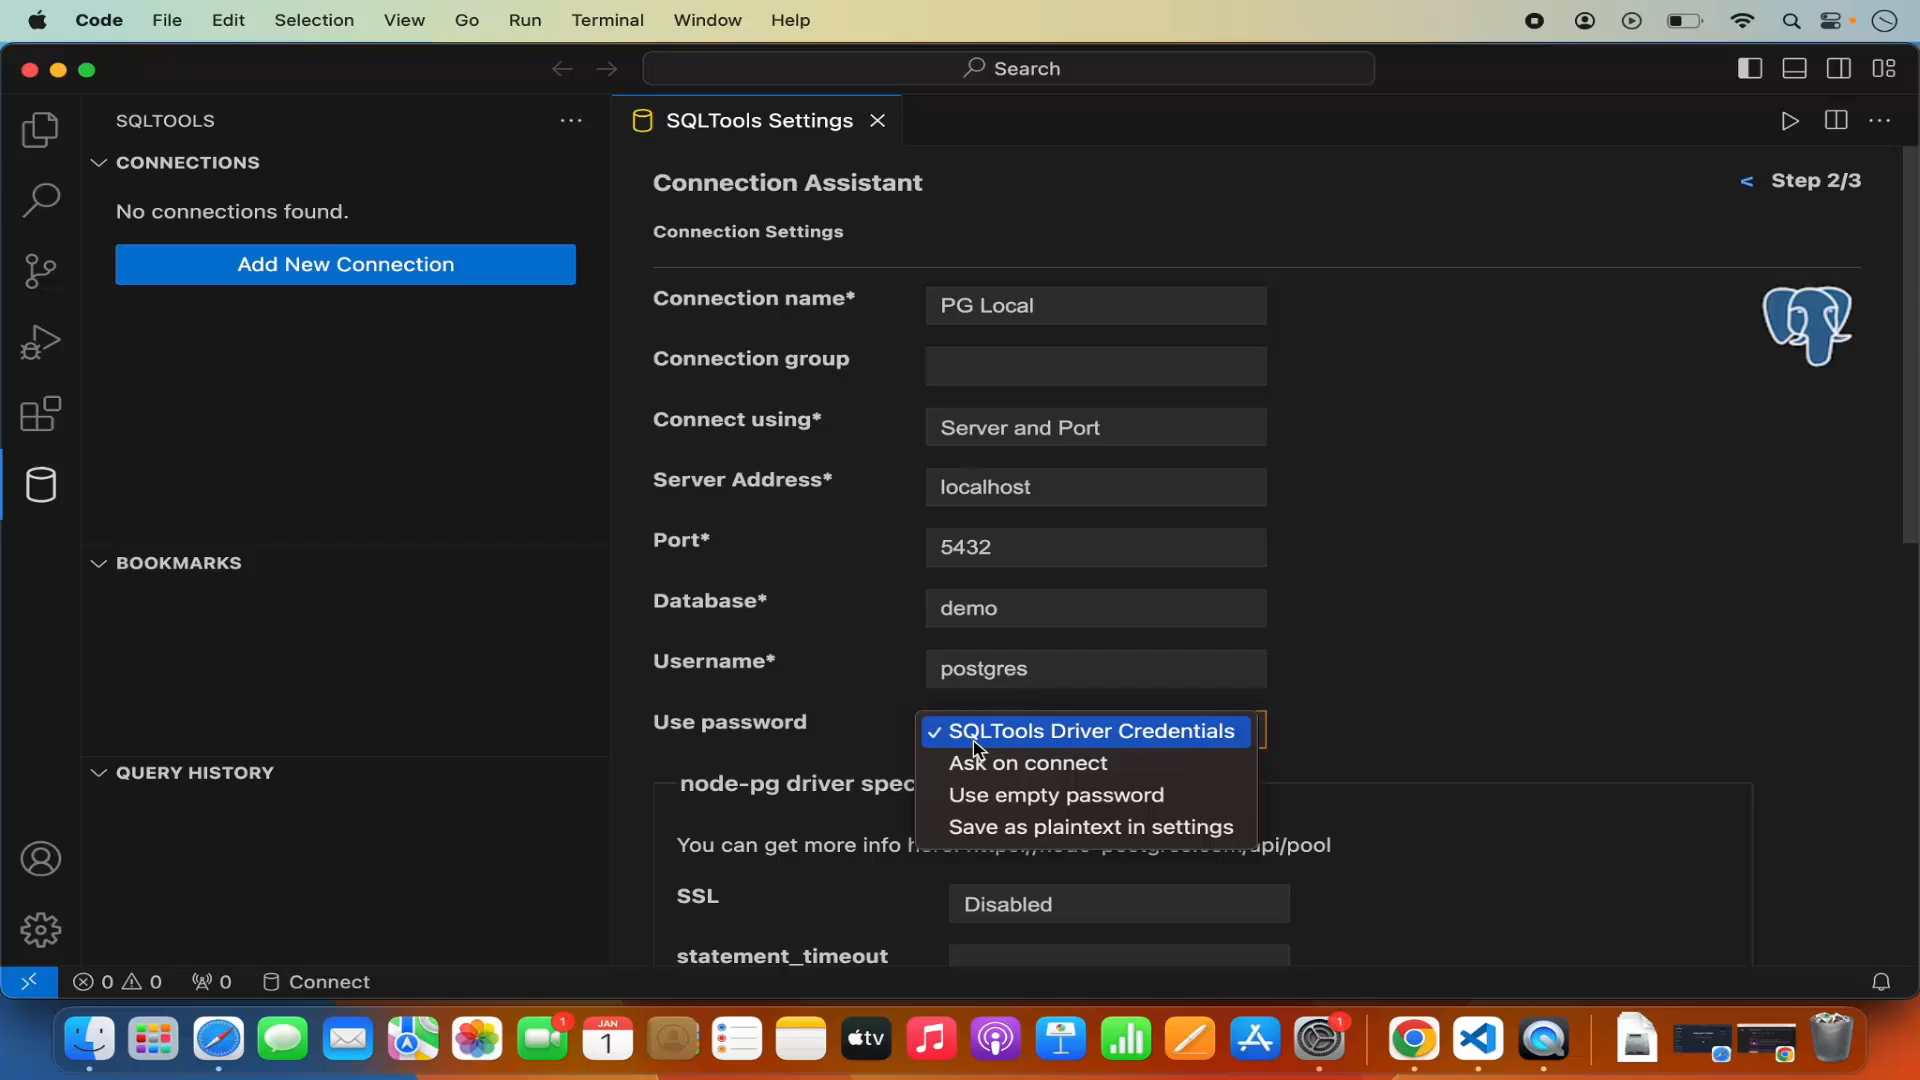 Code File Edit Selection View Go Run Terminal Window Help
Search
SQLTOOLS
SQLTools Settings
CONNECTIONS
No connections found.
Add New Connection
BOOKMARKS
QUERY HISTORY
Connection Assistant
< Step 2/3
Connection Settings
Connection name* PG Local
Connection group
Connect using* Server and Port
Server Address* localhost
Port* 5432
Database* demo
Username* postgres
Use password
✓ SQLTools Driver Credentials
Ask on connect
Use empty password
Save as plaintext in settings
node-pg driver spec
You can get more info
api/pool
SSL Disabled
statement_timeout
0 0 0 Connect
1
JAN
1
tv
1